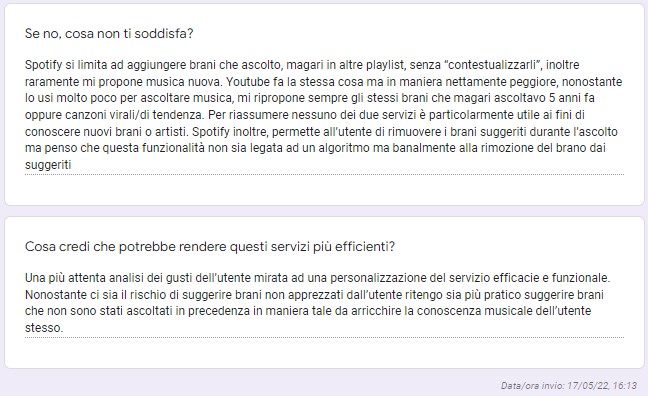 Se no, cosa non ti soddisfa?
Spotify si limita ad aggiungere brani che ascolto, magari in altre playlist, senza “contestualizzarli”, inoltre
raramente mi propone musica nuova. Youtube fa la stessa cosa ma in maniera nettamente peggiore, nonostante
lo usi molto poco per ascoltare musica, mi ripropone sempre gli stessi brani che magari ascoltavo 5 anni fa
oppure canzoni virali/di tendenza. Per riassumere nessuno dei due servizi è particolarmente utile ai fini di
conoscere nuovi brani o artisti. Spotify inoltre, permette all’utente di rimuovere i brani suggeriti durante l’ascolto
ma penso che questa funzionalità non sia legata ad un algoritmo ma banalmente alla rimozione del brano dai
suggeriti
Cosa credi che potrebbe rendere questi servizi più efficienti?
Una più attenta analisi dei gusti dell’utente mirata ad una personalizzazione del servizio efficacie e funzionale.
Nonostante ci sia il rischio di suggerire brani non apprezzati dall’utente ritengo sia più pratico suggerire brani
che non sono stati ascoltati in precedenza in maniera tale da arricchire la conoscenza musicale dell’utente
stesso.
Data/ora invio: 17/05/22, 16:13